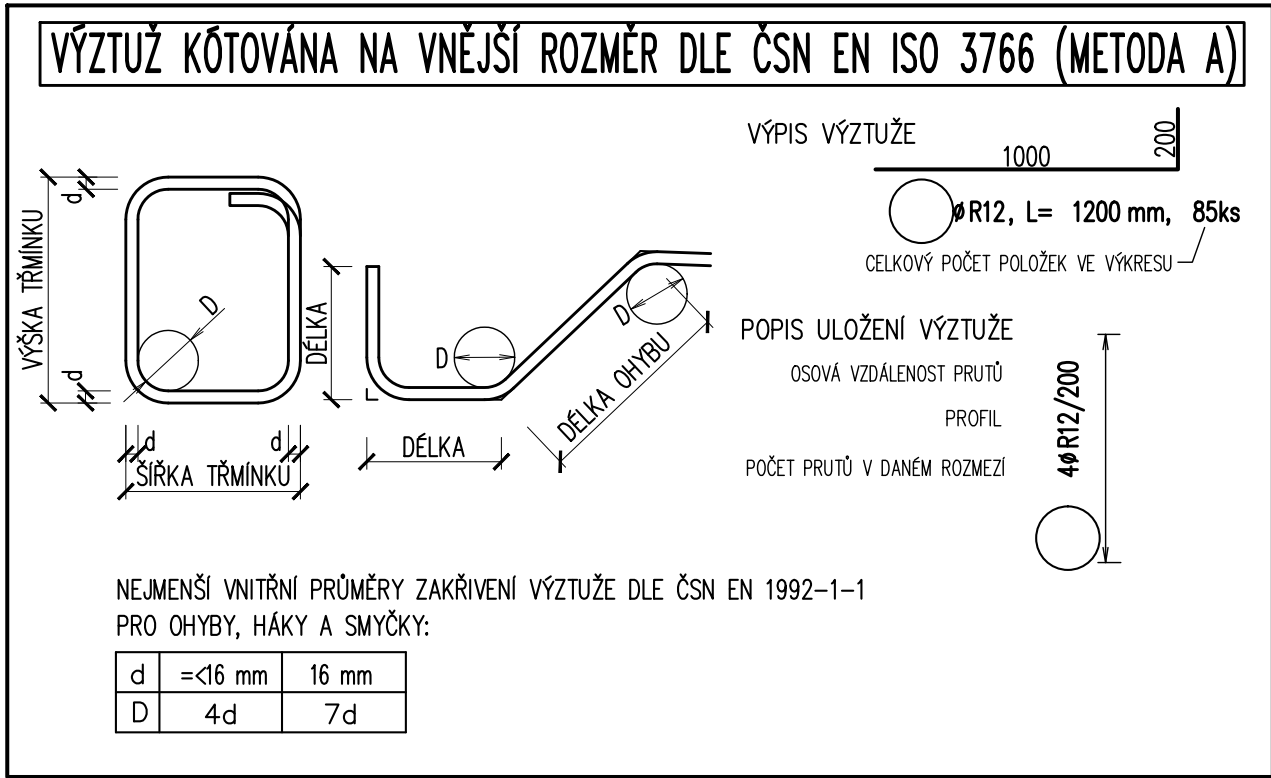 VÝZTUŽ KÓTOVÁNA NA VNĚJŠÍ ROZMĚR DLE ČSN EN ISO 3766 (METODA A)
VÝPIS VÝZTUŽE
1000
200
øR12, L= 1200 mm, 85ks
CELKOVÝ POČET POLOŽEK VE VÝKRESU
VÝŠKA TŘMÍNKU
d
d
D
d
d
ŠÍŘKA TŘMÍNKU
DÉLKA
D
DÉLKA
D
DÉLKA OHYBU
POPIS ULOŽENÍ VÝZTUŽE
OSOVÁ VZDÁLENOST PRUTŮ
PROFIL
POČET PRUTŮ V DANÉM ROZMEZÍ
4øR12/200
NEJMENŠÍ VNITŘNÍ PRŮMĚRY ZAKŘIVENÍ VÝZTUŽE DLE ČSN EN 1992-1-1
PRO OHYBY, HÁKY A SMYČKY:
d =<16 mm 16 mm
D 4d 7d